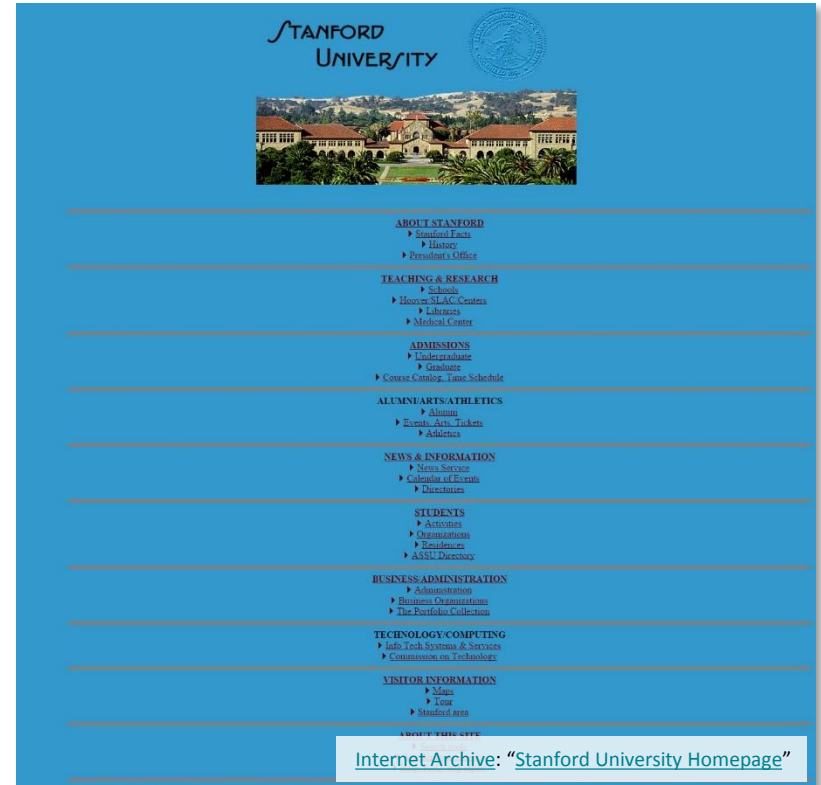 STANFORD
UNIVERSITY
ABOUT STANFORD
Stanford Facts
History
President's Office
TEACHING & RESEARCH
Schools
Hoover/SLAC/Centers
Libraries
Medical Center
ADMISSIONS
Undergraduate
Graduate
Course Catalog, Time Schedule
ALUMNI/ARTS/ATHLETICS
Alumni
Events, Arts, Tickets
Athletics
NEWS & INFORMATION
News Service
Calendar of Events
Directories
STUDENTS
Activities
Organizations
Residences
ASSU Directory
BUSINESS/ADMINISTRATION
Administration
Business Organizations
The Portfolio Collection
TECHNOLOGY/COMPUTING
Info Tech Systems & Services
Commission on Technology
VISITOR INFORMATION
Maps
Tour
Stanford area
ABOUT THIS SITE
Internet Archive: “Stanford University Homepage”